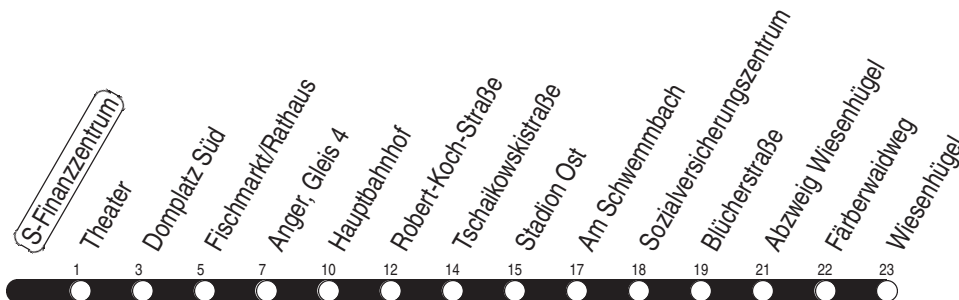 S-Finanzzentrum
Theater
Domplatz Süd
Fischmarkt/Rathaus
Anger, Gleis 4
Hauptbahnhof
Robert-Koch-Straße
Tschaikowskistraße
Stadion Ost
Am Schwemmbach
Sozialversicherungszentrum
Blücherstraße
Abzweig Wiesenhügel
Färberwaidweg
Wiesenhügel
1 3 5 7 10 12 14 15 17 18 19 21 22 23